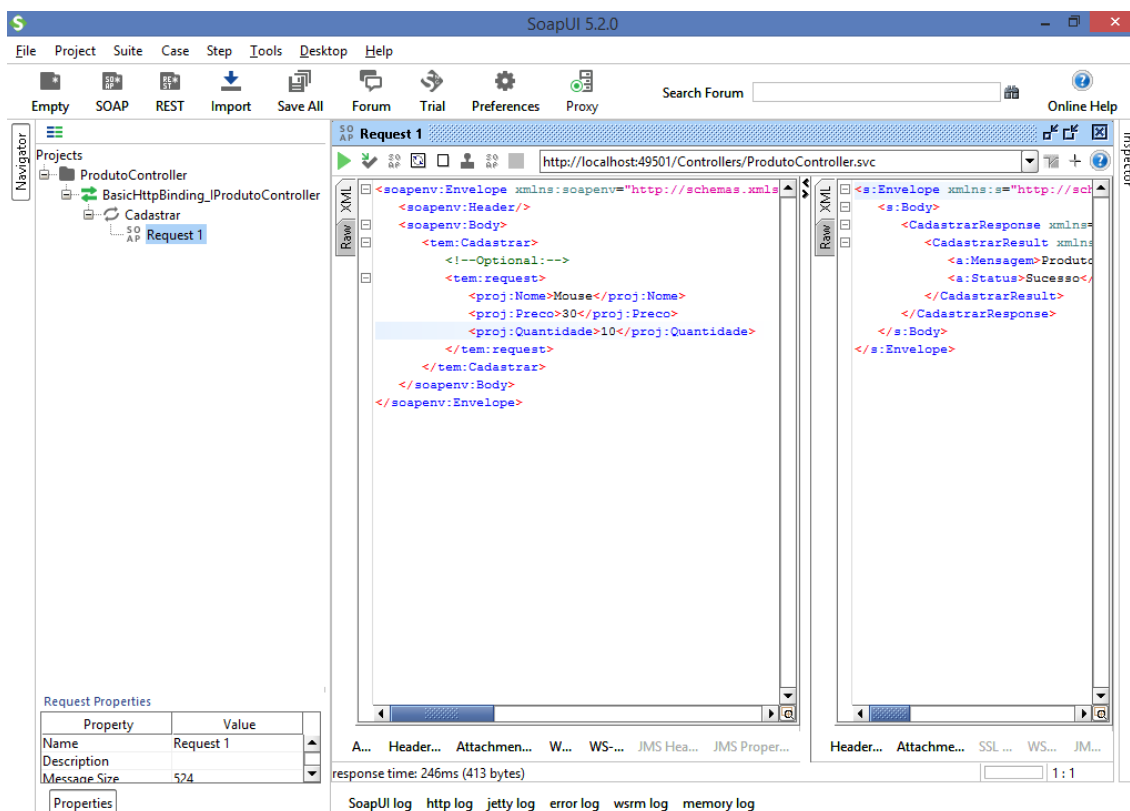 SoapUI 5.2.0
File Project Suite Case Step Tools Desktop Help
Empty SOAP REST Import Save All Forum Trial Preferences Proxy Search Forum Online Help
Navigator
Projects
ProdutoController
BasicHttpBinding_IProdutoController
Cadastrar
SOAP Request 1
Request Properties
Property Value
Name Request 1
Description
Message Size 524
Properties
SOAP Request 1
http://localhost:49501/Controllers/ProdutoController.svc
XML
Raw
<soapenv:Envelope xmlns:soapenv="http://schemas.xmls
<soapenv:Header/>
<soapenv:Body>
<tem:Cadastrar>
<!--Optional:-->
<tem:request>
<proj:Nome>Mouse</proj:Nome>
<proj:Preco>30</proj:Preco>
<proj:Quantidade>10</proj:Quantidade>
</tem:request>
</tem:Cadastrar>
</soapenv:Body>
</soapenv:Envelope>
A... Header... Attachmen... W... WS-... JMS Hea... JMS Proper...
XML
Raw
<s:Envelope xmlns:s="http://sch
<s:Body>
<CadastrarResponse xmlns=
<CadastrarResult xmlns
<a:Mensagem>Produto
<a:Status>Sucesso</
</CadastrarResult>
</CadastrarResponse>
</s:Body>
</s:Envelope>
Header... Attachme... SSL ... WS... JM...
response time: 246ms (413 bytes)
1 : 1
SoapUI log http log jetty log error log wsrm log memory log
Inspector